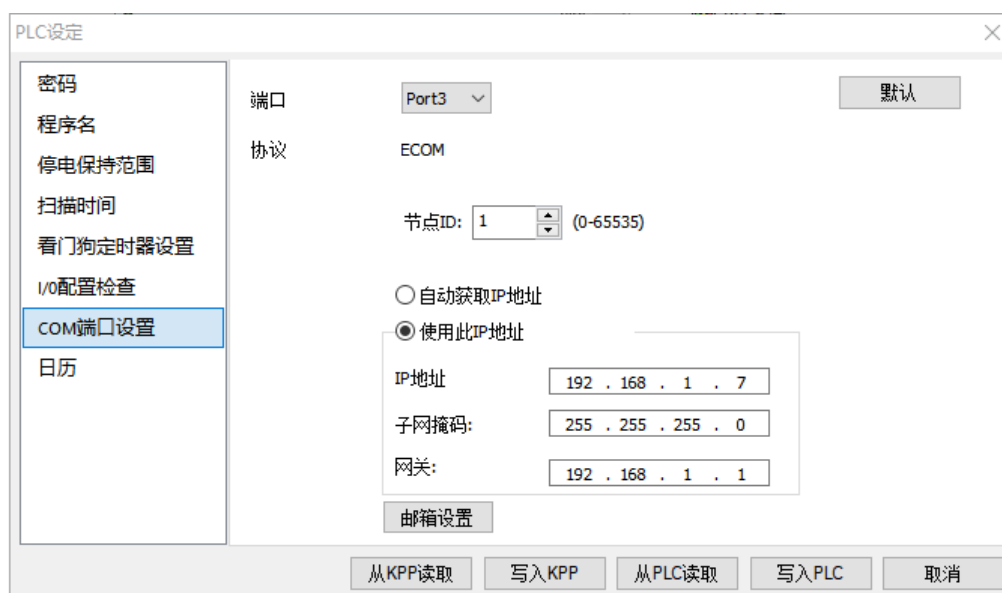 PLC设定
密码
程序名
停电保持范围
扫描时间
看门狗定时器设置
I/0配置检查
COM端口设置
日历
端口 Port3 默认
协议 ECOM
节点ID: 1 (0-65535)
自动获取IP地址
使用此IP地址
IP地址 192 . 168 . 1 . 7
子网掩码: 255 . 255 . 255 . 0
网关: 192 . 168 . 1 . 1
邮箱设置
从KPP读取 写入KPP 从PLC读取 写入PLC 取消